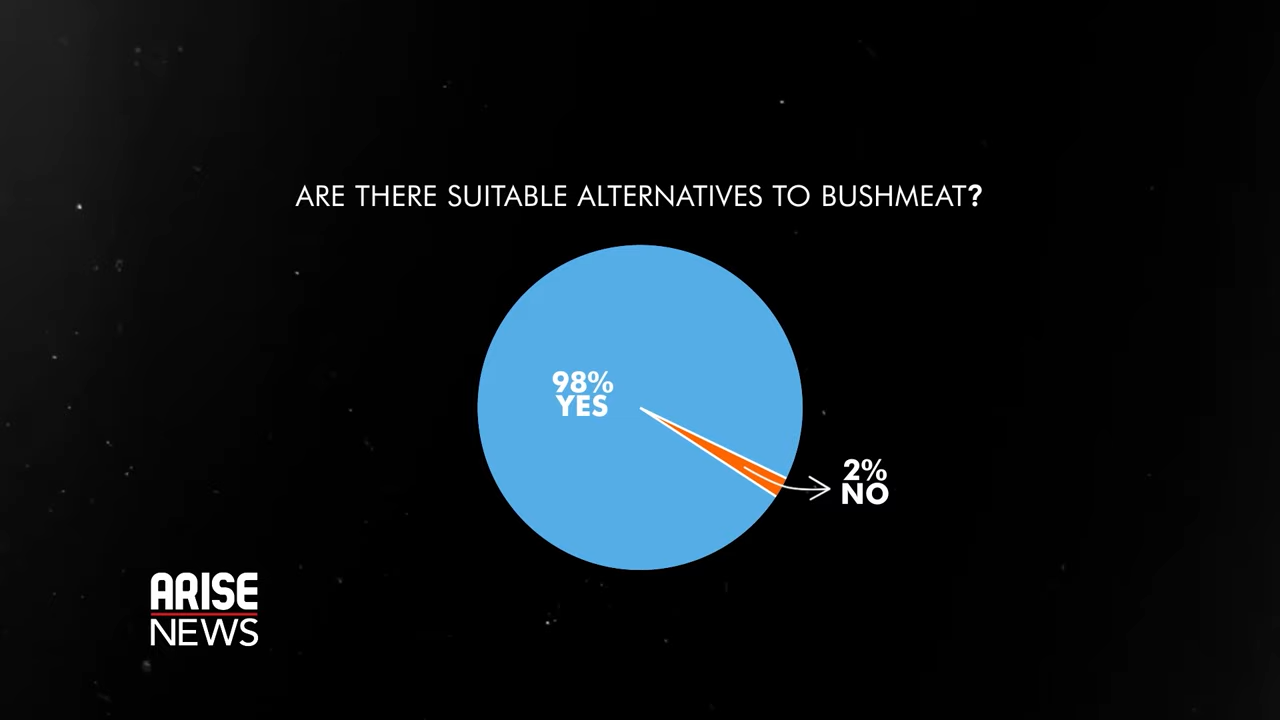 ARE THERE SUITABLE ALTERNATIVES TO BUSHMEAT?
98%
YES
2%
NO
ARISE
NEWS